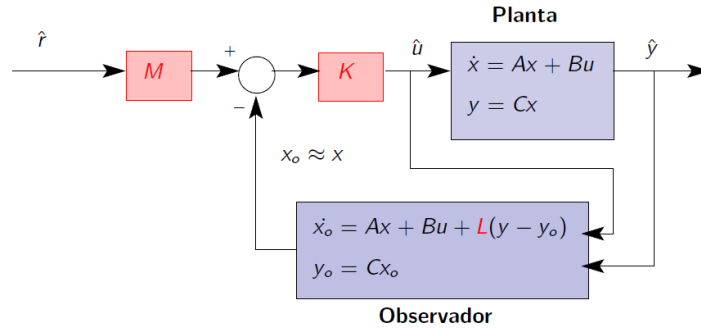 Planta
r̂
+
M
K
û
ẋ = Ax + Bu
y = Cx
ŷ
−
x_o ≈ x
ẋ_o = Ax + Bu + L(y − y_o)
y_o = Cx_o
Observador